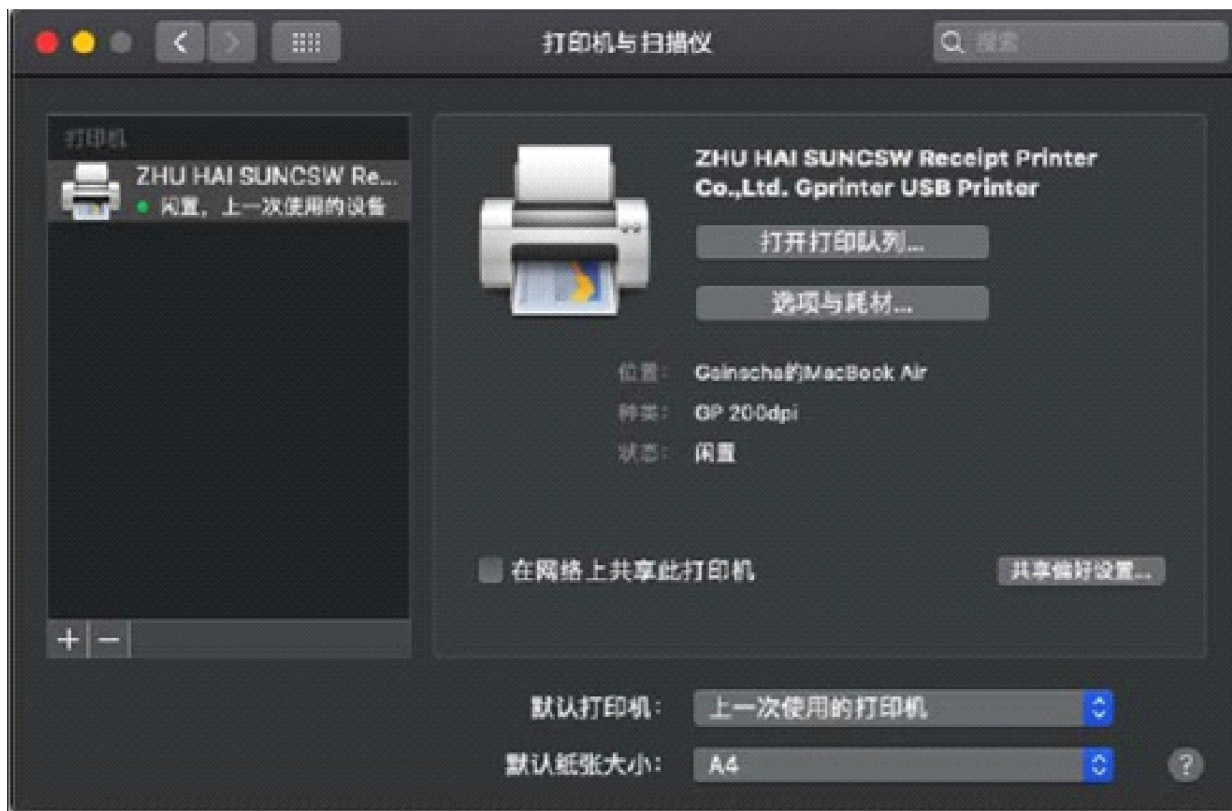 打印机与扫描仪
搜索
打印机
ZHU HAI SUNCSW Re...
闲置，上一次使用的设备
ZHU HAI SUNCSW Receipt Printer
Co.,Ltd. Gprinter USB Printer
打开打印队列...
选项与耗材...
位置： Gainscha的MacBook Air
种类： GP 200dpi
状态： 闲置
在网络上共享此打印机
共享偏好设置...
默认打印机： 上一次使用的打印机
默认纸张大小： A4
?